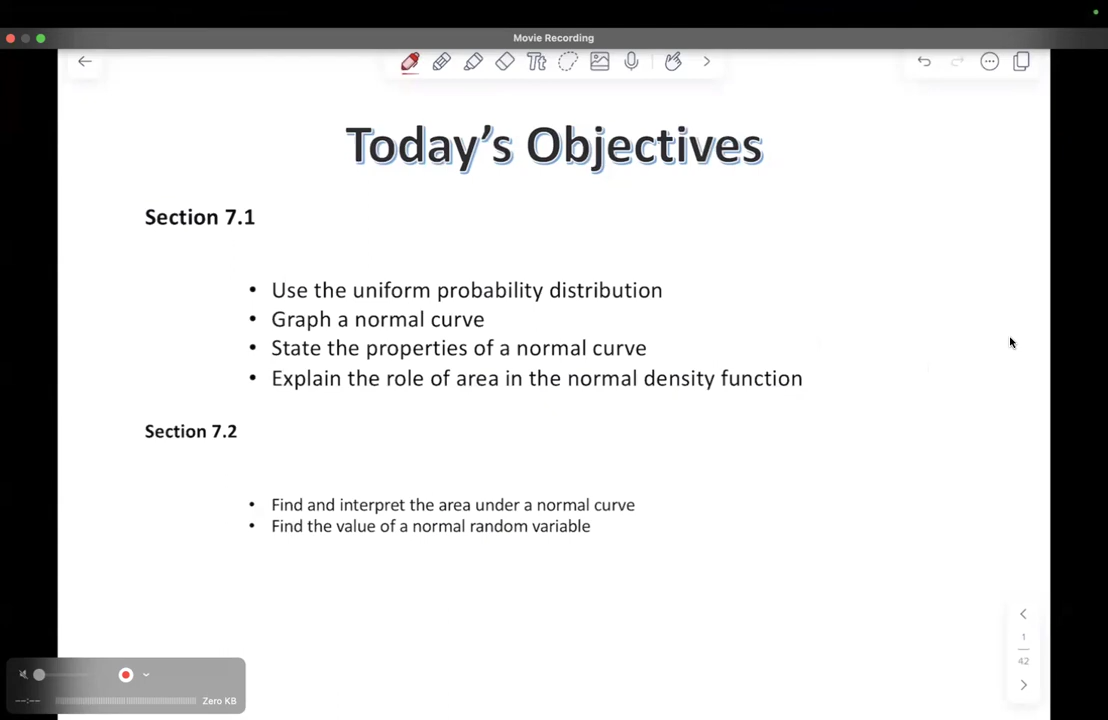 Movie Recording
Tt
Today's Objectives
Section 7.1
• Use the uniform probability distribution
• Graph a normal curve
• State the properties of a normal curve
• Explain the role of area in the normal density function
Section 7.2
• Find and interpret the area under a normal curve
• Find the value of a normal random variable
1
42
--:--
Zero KB